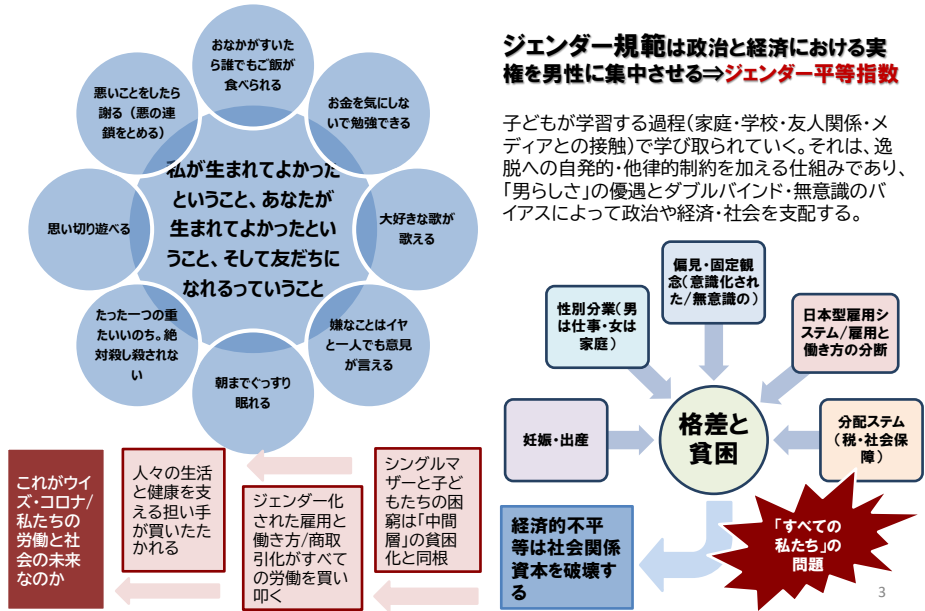 おなかがすいた
ら誰でもご飯が
食べられる
お金を気にしな
いで勉強できる
大好きな歌が
歌える
嫌なことはイヤ
と一人でも意見
が言える
朝までぐっすり
眠れる
たった一つの重
たいいのち。絶
対殺し殺されな
い
思い切り遊べる
悪いことをしたら
謝る（悪の連
鎖をとめる）
私が生まれてよかった
ということ、あなたが
生まれてよかったとい
うこと、そして友だちに
なれるっていうこと
ジェンダー規範は政治と経済における実
権を男性に集中させる⇒ジェンダー平等指数
子どもが学習する過程(家庭・学校・友人関係・メ
ディアとの接触)で学び取られていく。それは、逸
脱への自発的・他律的制約を加える仕組みであり、
「男らしさ」の優遇とダブルバインド・無意識のバ
イアスによって政治や経済・社会を支配する。
妊娠・出産
性別分業(男
は仕事・女は
家庭)
偏見・固定観
念(意識化され
た/無意識の)
日本型雇用シ
ステム/雇用と
働き方の分断
分配ステム
(税・社会保
障)
格差と
貧困
「すべての
私たち」の
問題
経済的不平
等は社会関係
資本を破壊す
る
シングルマ
ザーと子ど
もたちの困
窮は「中間
層」の貧困
化と同根
ジェンダー化
された雇用と
働き方/商取
引化がすべて
の労働を買い
叩く
人々の生活
と健康を支
える担い手
が買いたた
かれる
これがウイ
ズ・コロナ/
私たちの
労働と社
会の未来
なのか
3